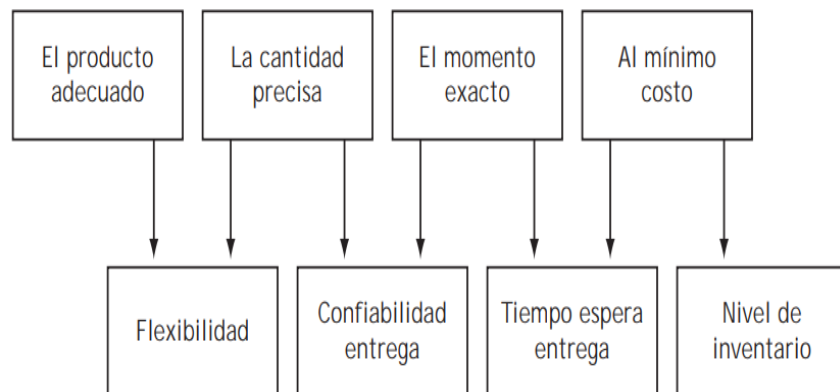 El producto
adecuado
La cantidad
precisa
El momento
exacto
Al mínimo
costo
Flexibilidad
Confiabilidad
entrega
Tiempo espera
entrega
Nivel de
inventario